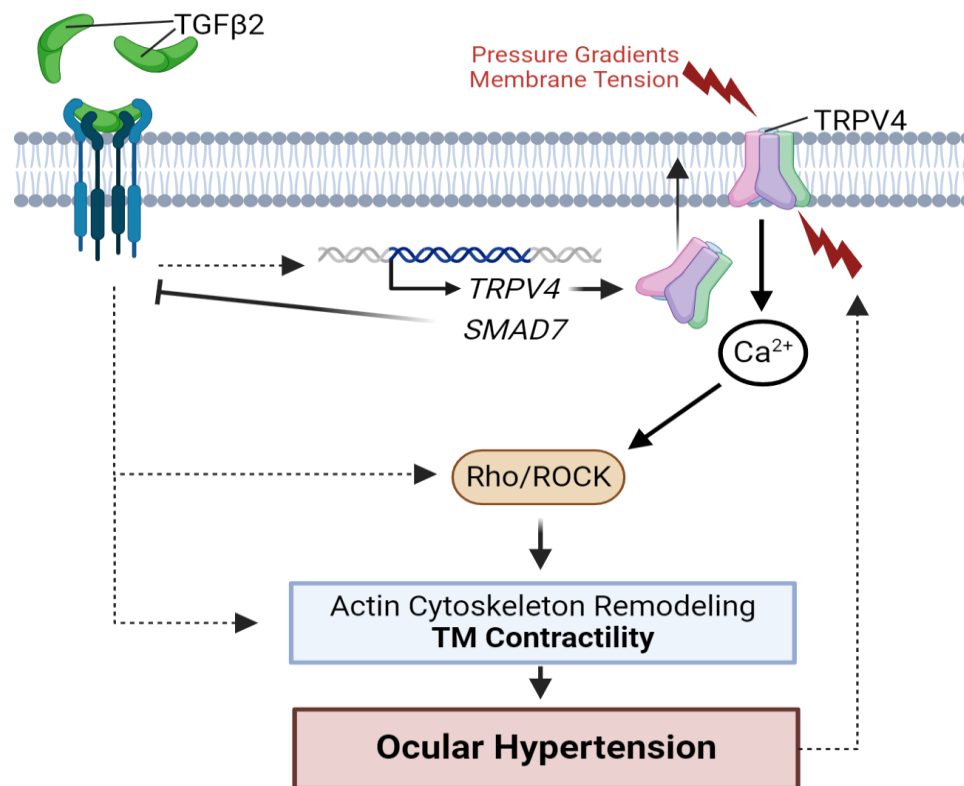 TGFβ2
Pressure Gradients
Membrane Tension
TRPV4
TRPV4
SMAD7
Ca²⁺
Rho/ROCK
Actin Cytoskeleton Remodeling
TM Contractility
Ocular Hypertension